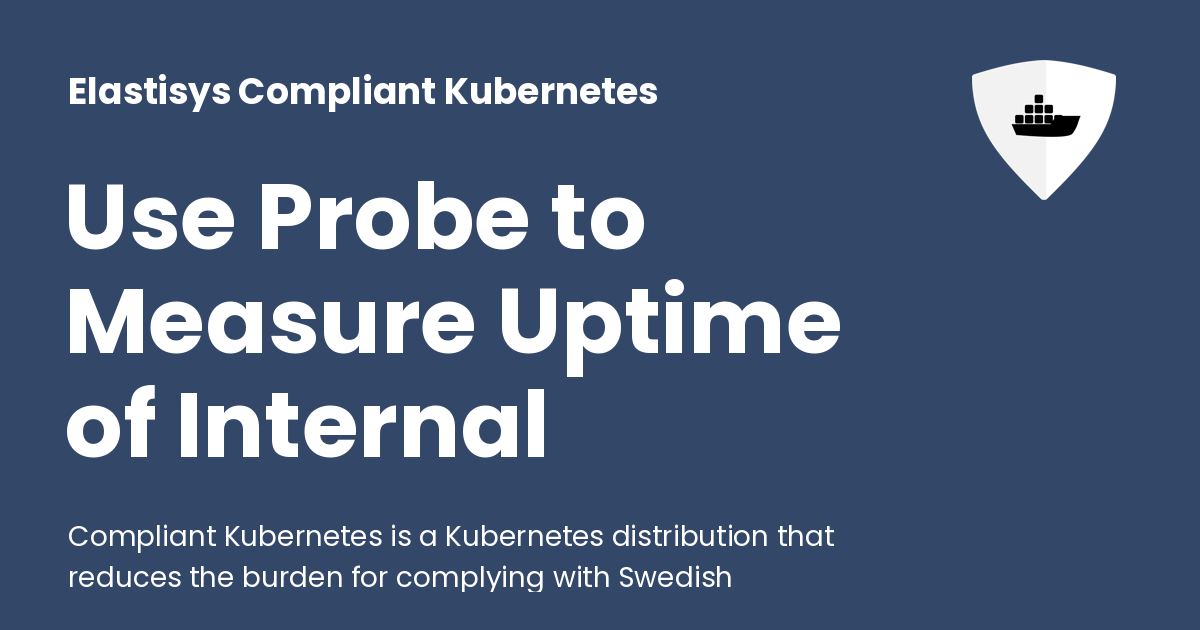 Elastisys Compliant Kubernetes
Use Probe to
Measure Uptime
of Internal
Compliant Kubernetes is a Kubernetes distribution that
reduces the burden for complying with Swedish